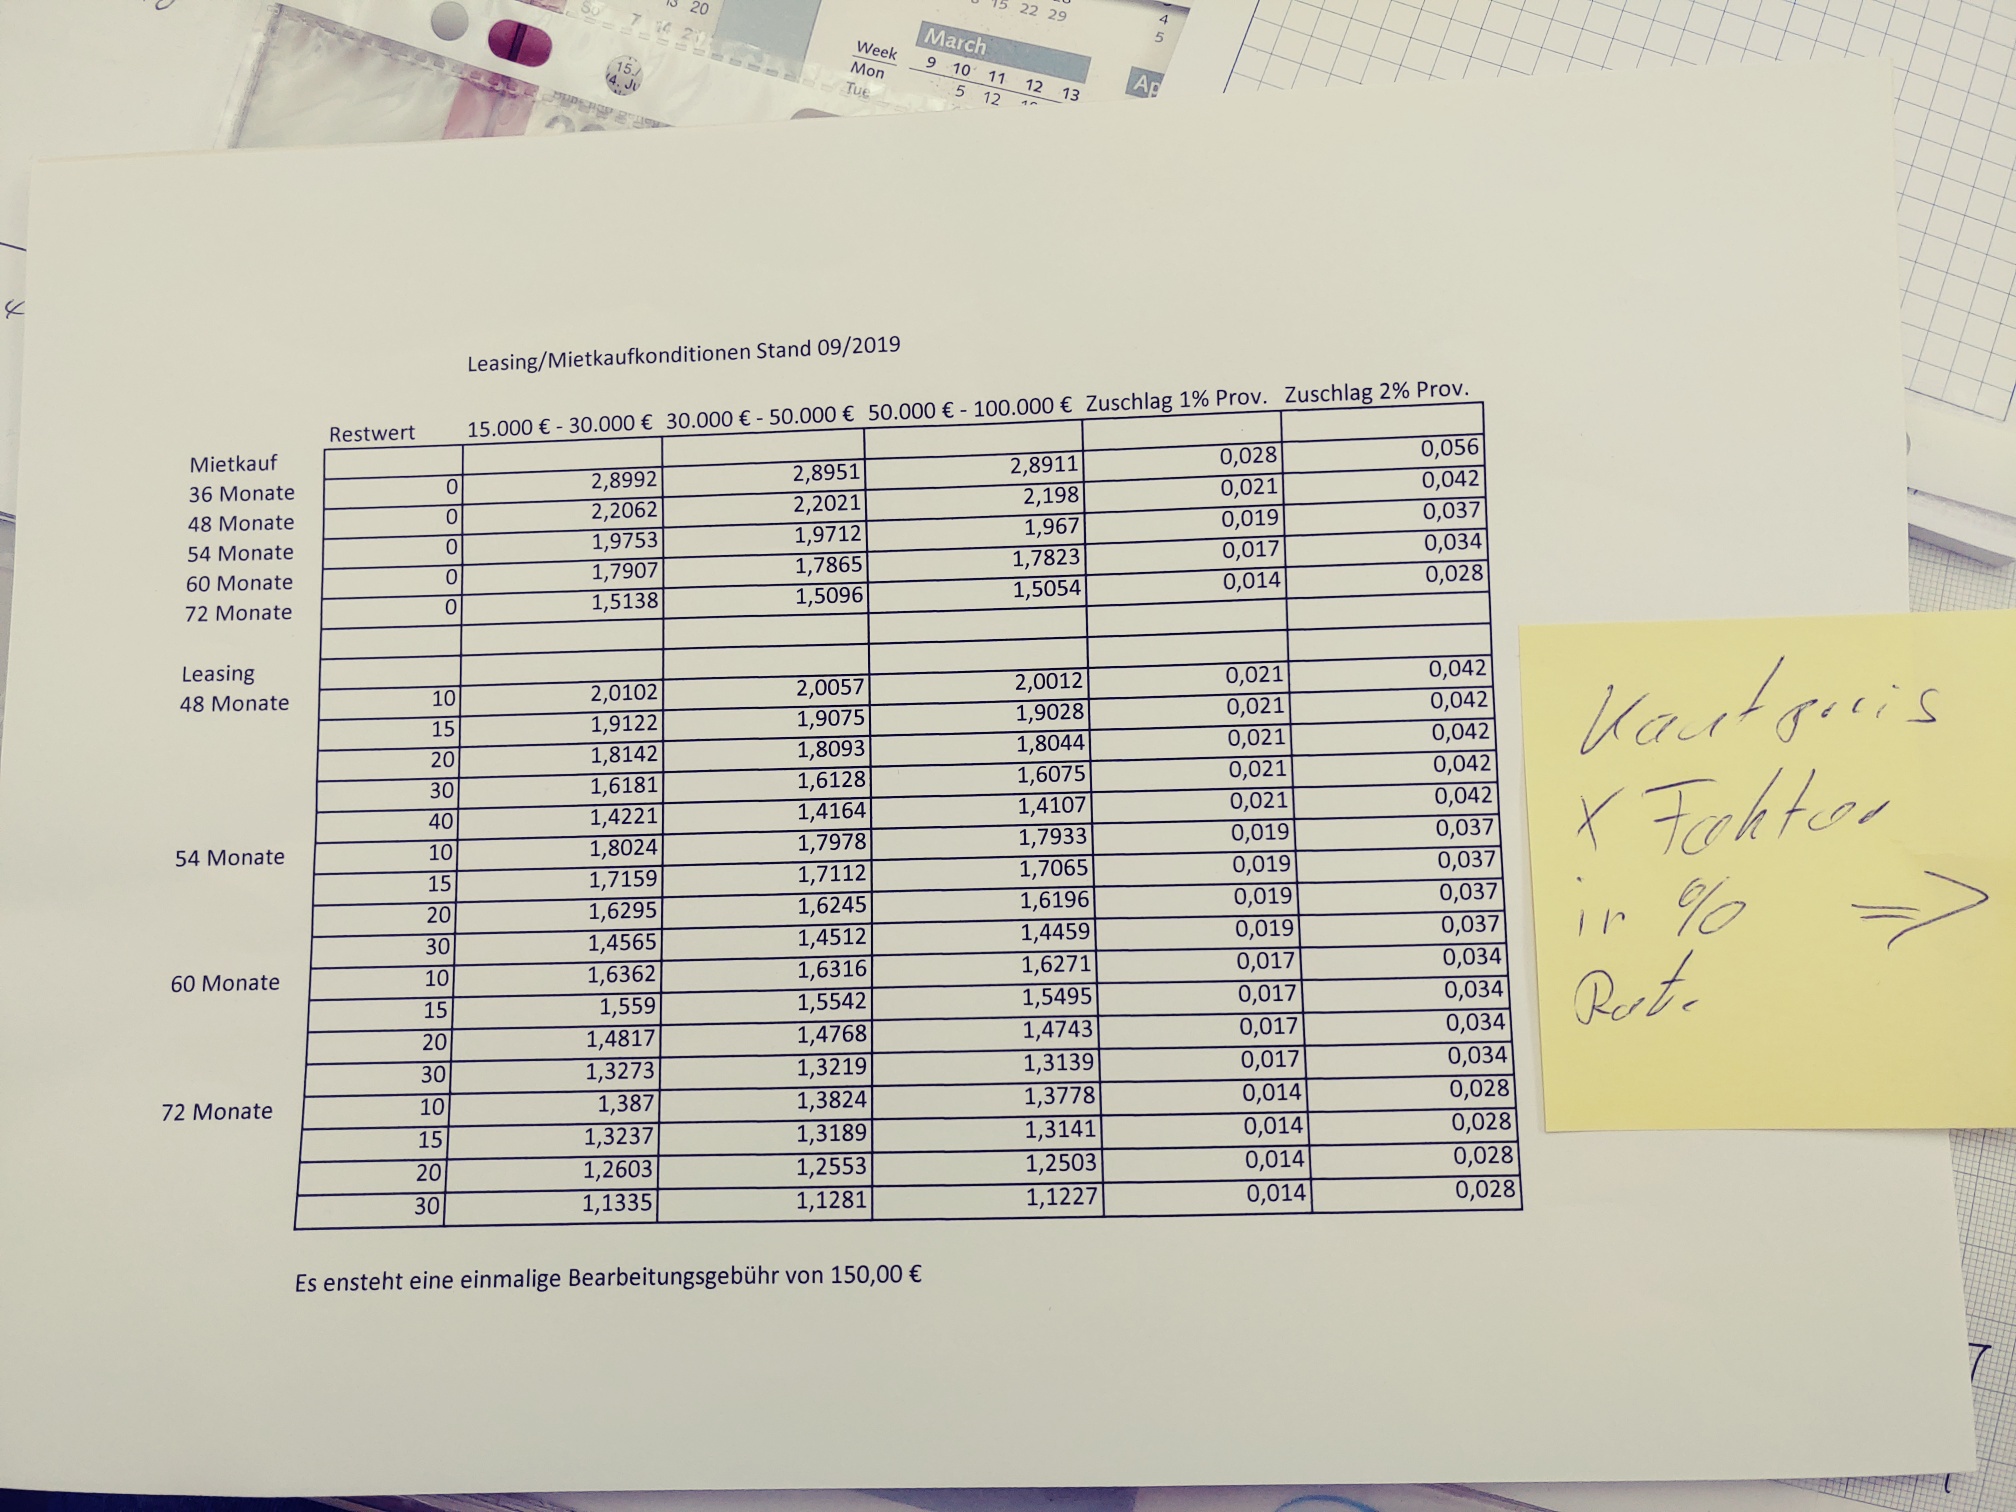 Leasing/Mietkaufkonditionen Stand 09/2019
Restwert 15.000 € - 30.000 € 30.000 € - 50.000 € 50.000 € - 100.000 € Zuschlag 1% Prov. Zuschlag 2% Prov.
Mietkauf
36 Monate 0 2,8992 2,8951 2,8911 0,028 0,056
48 Monate 0 2,2062 2,2021 2,198 0,021 0,042
54 Monate 0 1,9753 1,9712 1,967 0,019 0,037
60 Monate 0 1,7907 1,7865 1,7823 0,017 0,034
72 Monate 0 1,5138 1,5096 1,5054 0,014 0,028
Leasing
48 Monate 10 2,0102 2,0057 2,0012 0,021 0,042
15 1,9122 1,9075 1,9028 0,021 0,042
20 1,8142 1,8093 1,8044 0,021 0,042
30 1,6181 1,6128 1,6075 0,021 0,042
40 1,4221 1,4164 1,4107 0,021 0,042
54 Monate 10 1,8024 1,7978 1,7933 0,019 0,037
15 1,7159 1,7112 1,7065 0,019 0,037
20 1,6295 1,6245 1,6196 0,019 0,037
30 1,4565 1,4512 1,4459 0,019 0,037
60 Monate 10 1,6362 1,6316 1,6271 0,017 0,034
15 1,559 1,5542 1,5495 0,017 0,034
20 1,4817 1,4768 1,4743 0,017 0,034
30 1,3273 1,3219 1,3139 0,017 0,034
72 Monate 10 1,387 1,3824 1,3778 0,014 0,028
15 1,3237 1,3189 1,3141 0,014 0,028
20 1,2603 1,2553 1,2503 0,014 0,028
30 1,1335 1,1281 1,1227 0,014 0,028
Es ensteht eine einmalige Bearbeitungsgebühr von 150,00 €
Kaufpreis
x Faktor
in % =>
Rate
March
Week 9 10 11 12 13
Mon 5 12
Tue